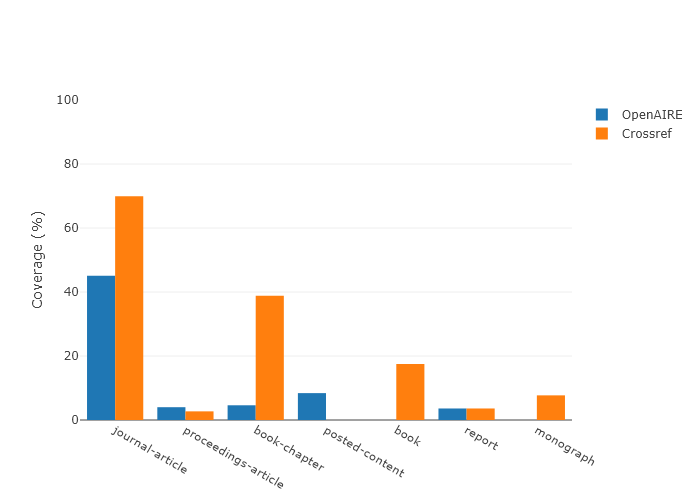 100
80
60
40
20
0
Coverage (%)
journal-article
proceedings-article
book-chapter
posted-content
book
report
monograph
OpenAIRE
Crossref